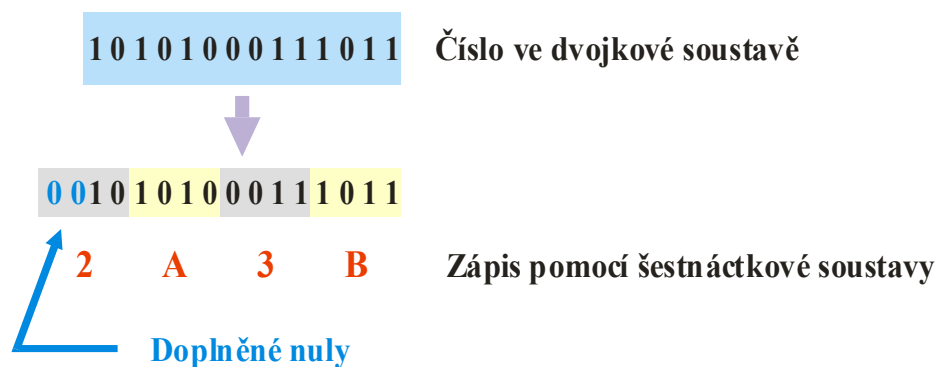 1 0 1 0 1 0 0 0 1 1 1 0 1 1 Číslo ve dvojkové soustavě
0 0 1 0 1 0 1 0 0 0 1 1 1 0 1 1
2 A 3 B Zápis pomocí šestnáctkové soustavy
Doplněné nuly